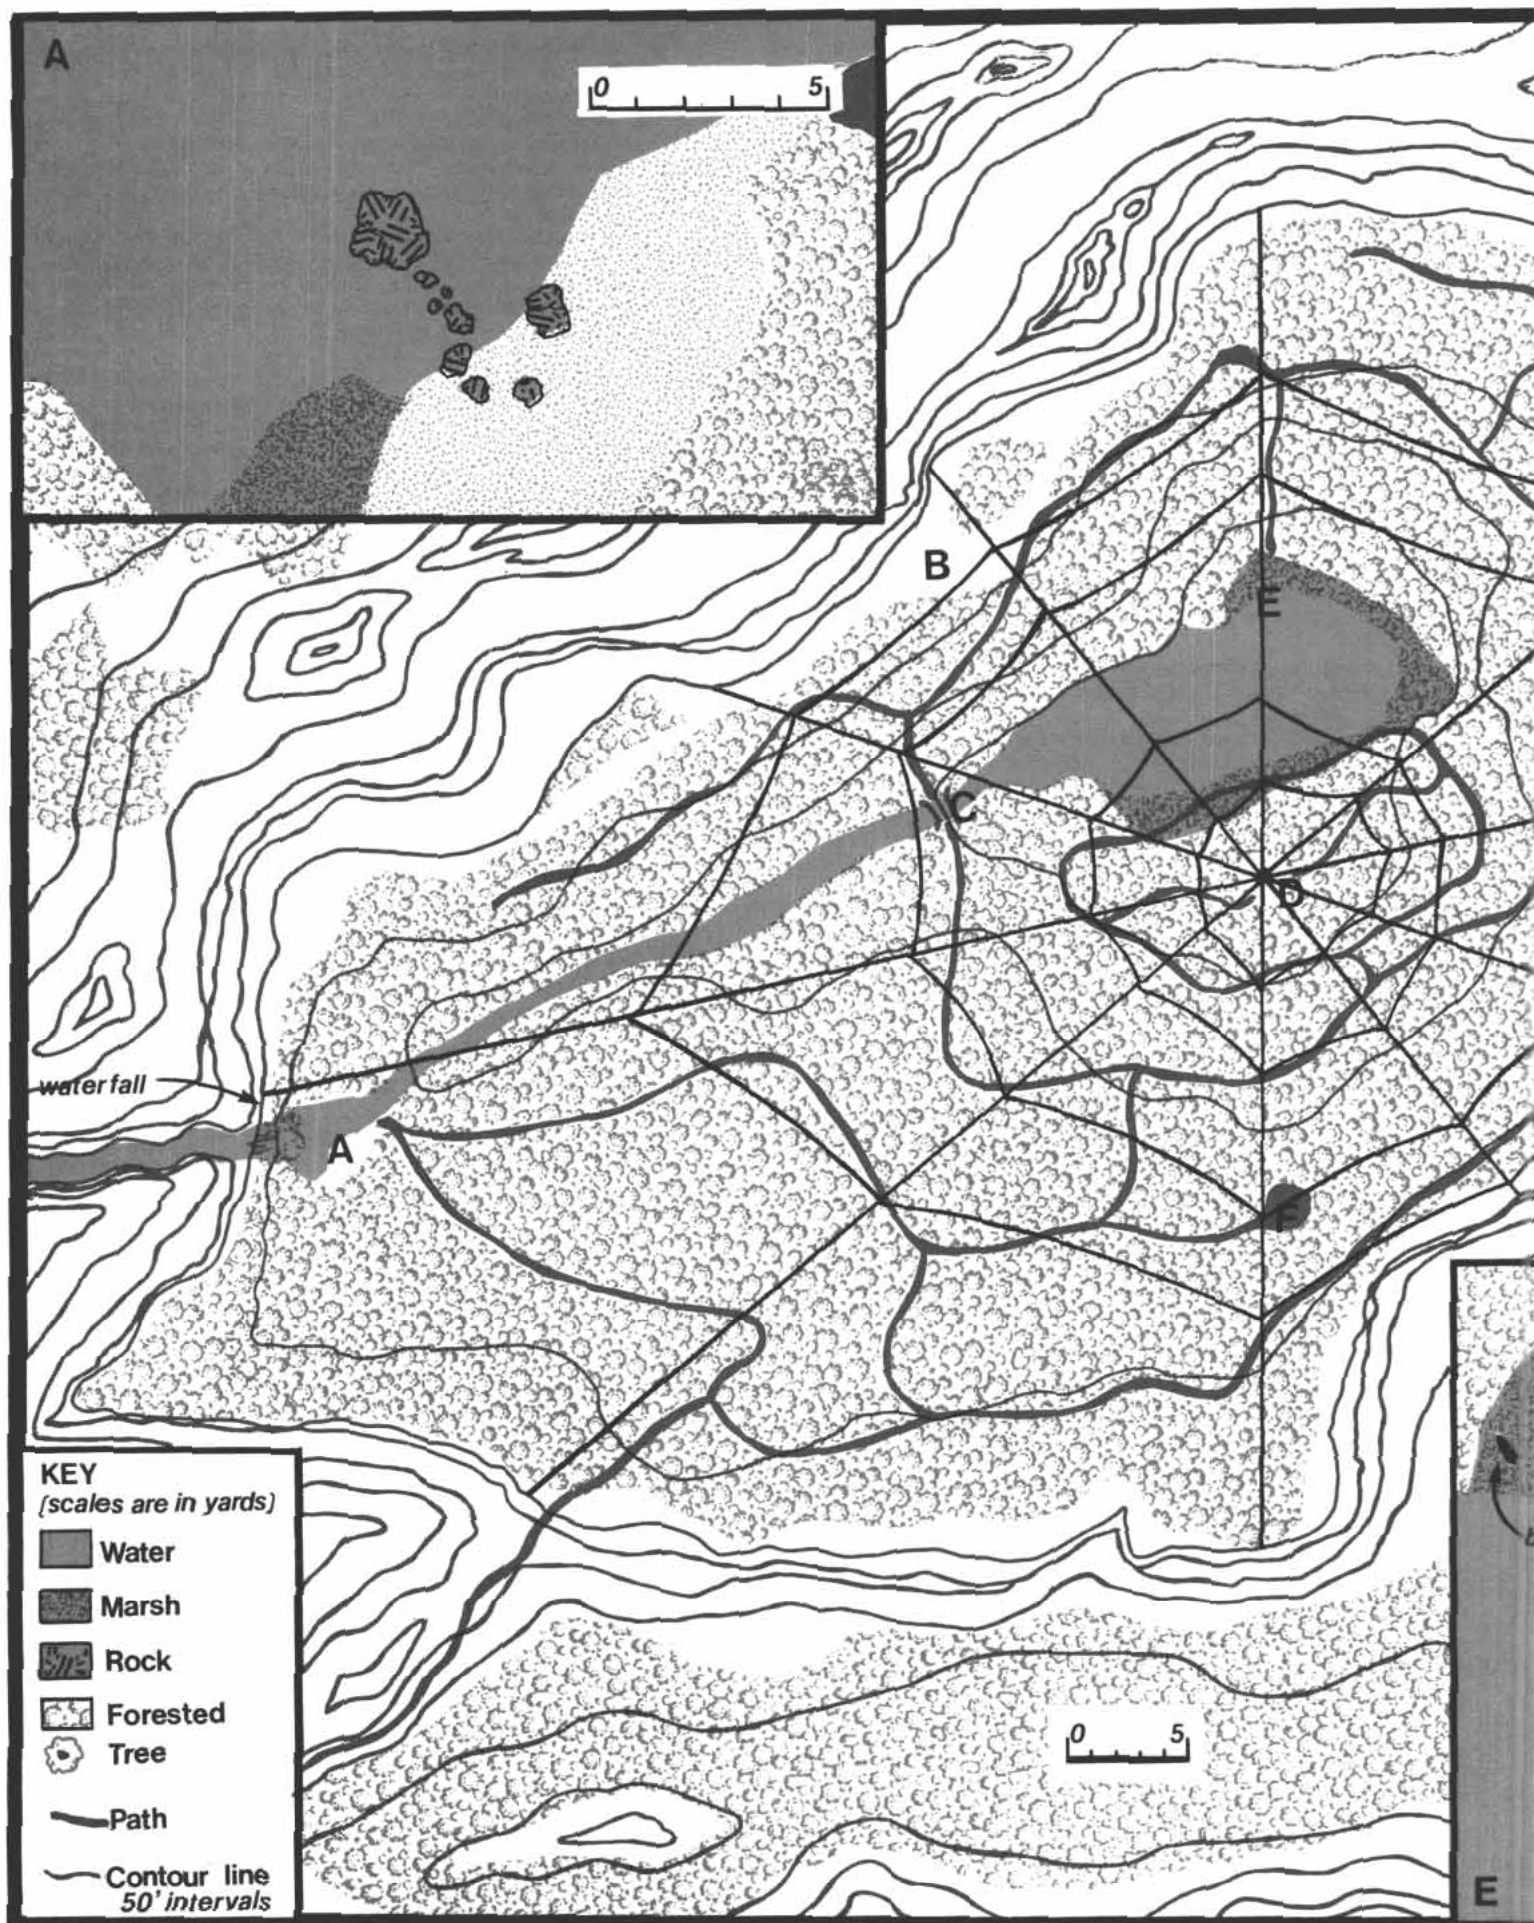 A
0 5
B
E
C
D
waterfall
A
F
KEY
(scales are in yards)
Water
Marsh
Rock
Forested
Tree
Path
Contour line
50' intervals
0 5
E